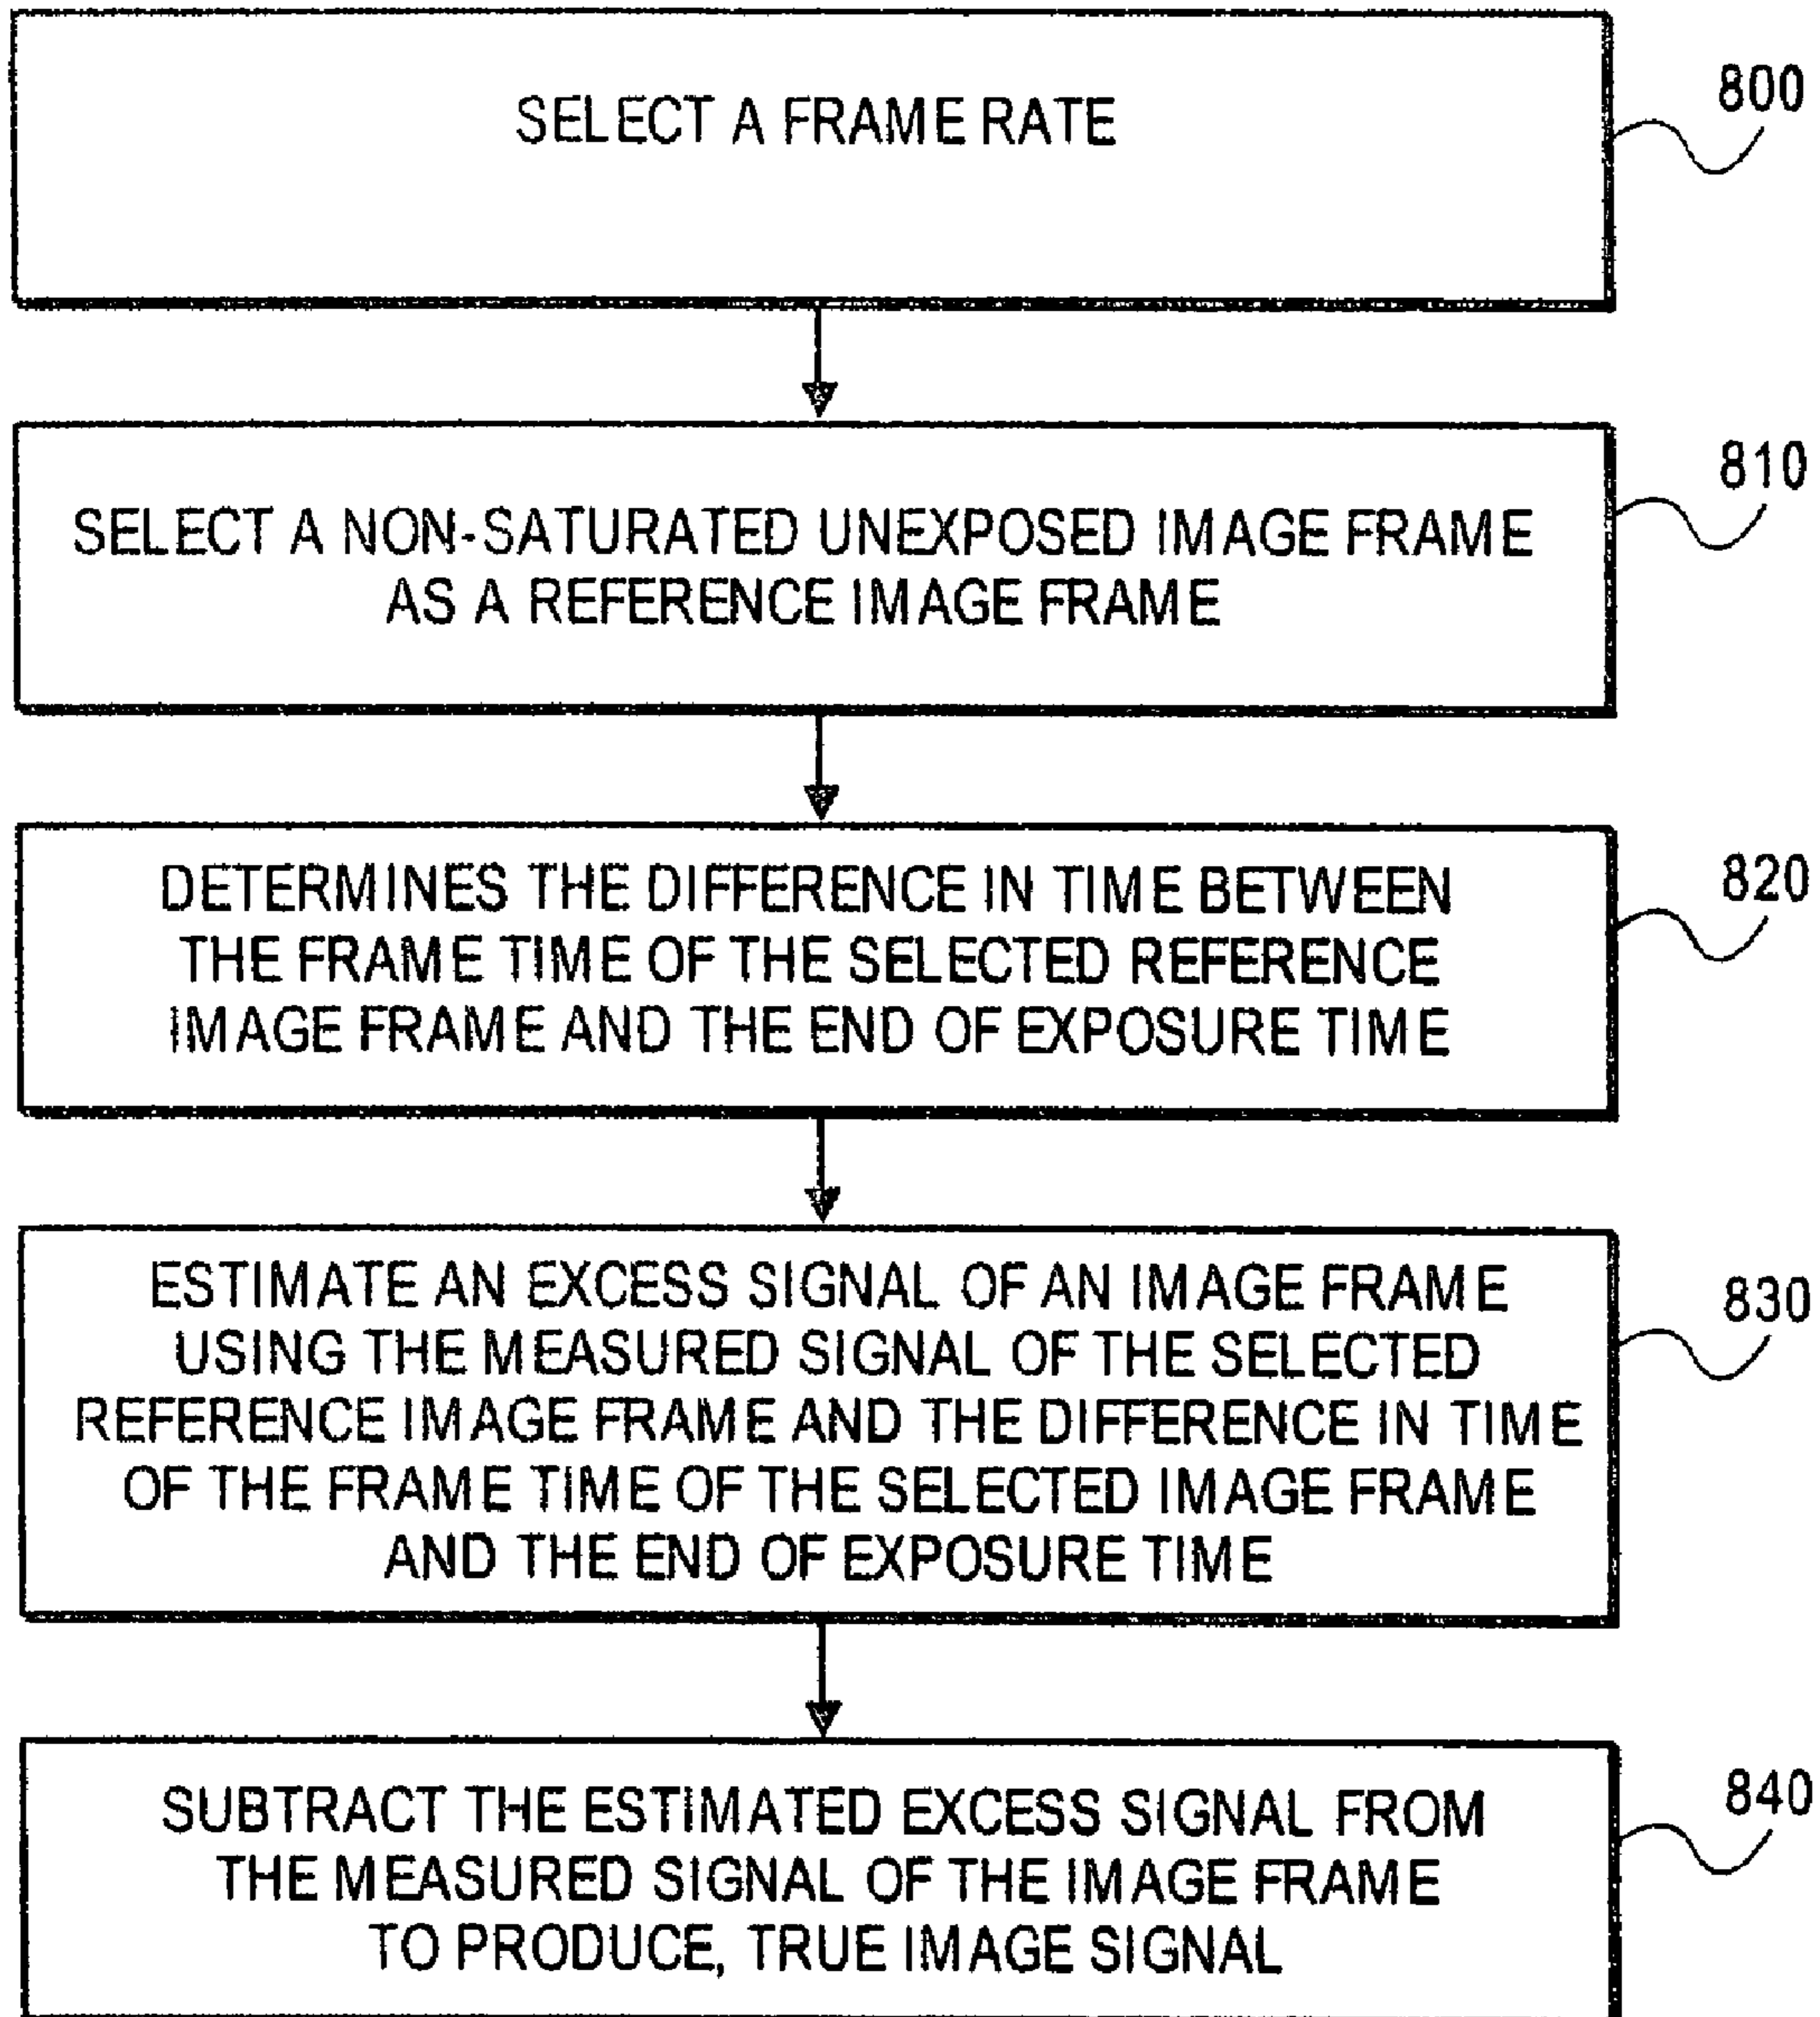 SELECT A FRAME RATE
800
SELECT A NON-SATURATED UNEXPOSED IMAGE FRAME
AS A REFERENCE IMAGE FRAME
810
DETERMINES THE DIFFERENCE IN TIME BETWEEN
THE FRAME TIME OF THE SELECTED REFERENCE
IMAGE FRAME AND THE END OF EXPOSURE TIME
820
ESTIMATE AN EXCESS SIGNAL OF AN IMAGE FRAME
USING THE MEASURED SIGNAL OF THE SELECTED
REFERENCE IMAGE FRAME AND THE DIFFERENCE IN TIME
OF THE FRAME TIME OF THE SELECTED IMAGE FRAME
AND THE END OF EXPOSURE TIME
830
SUBTRACT THE ESTIMATED EXCESS SIGNAL FROM
THE MEASURED SIGNAL OF THE IMAGE FRAME
TO PRODUCE, TRUE IMAGE SIGNAL
840